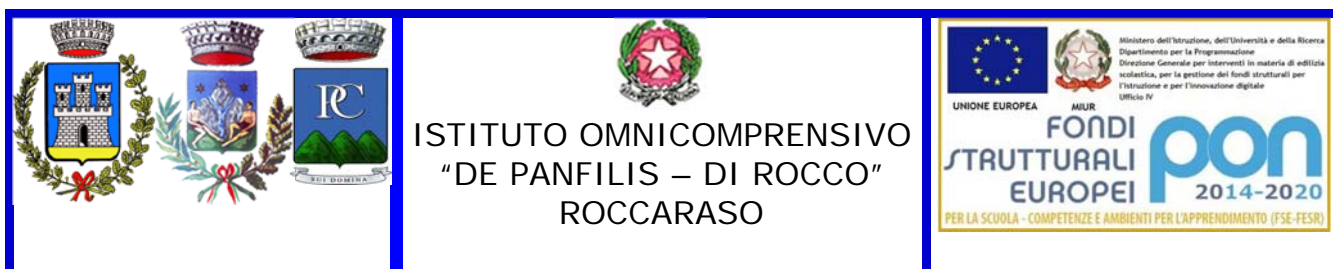 PC
SUI DOMINA
ISTITUTO OMNICOMPRENSIVO
“DE PANFILIS – DI ROCCO”
ROCCARASO
Ministero dell'Istruzione, dell'Università e della Ricerca
Dipartimento per la Programmazione
Direzione Generale per interventi in materia di edilizia
scolastica, per la gestione dei fondi strutturali per
l'Istruzione e per l'innovazione digitale
Ufficio IV
UNIONE EUROPEA
MIUR
FONDI
STRUTTURALI
EUROPEI
pon
2014-2020
PER LA SCUOLA - COMPETENZE E AMBIENTI PER L'APPRENDIMENTO (FSE-FESR)